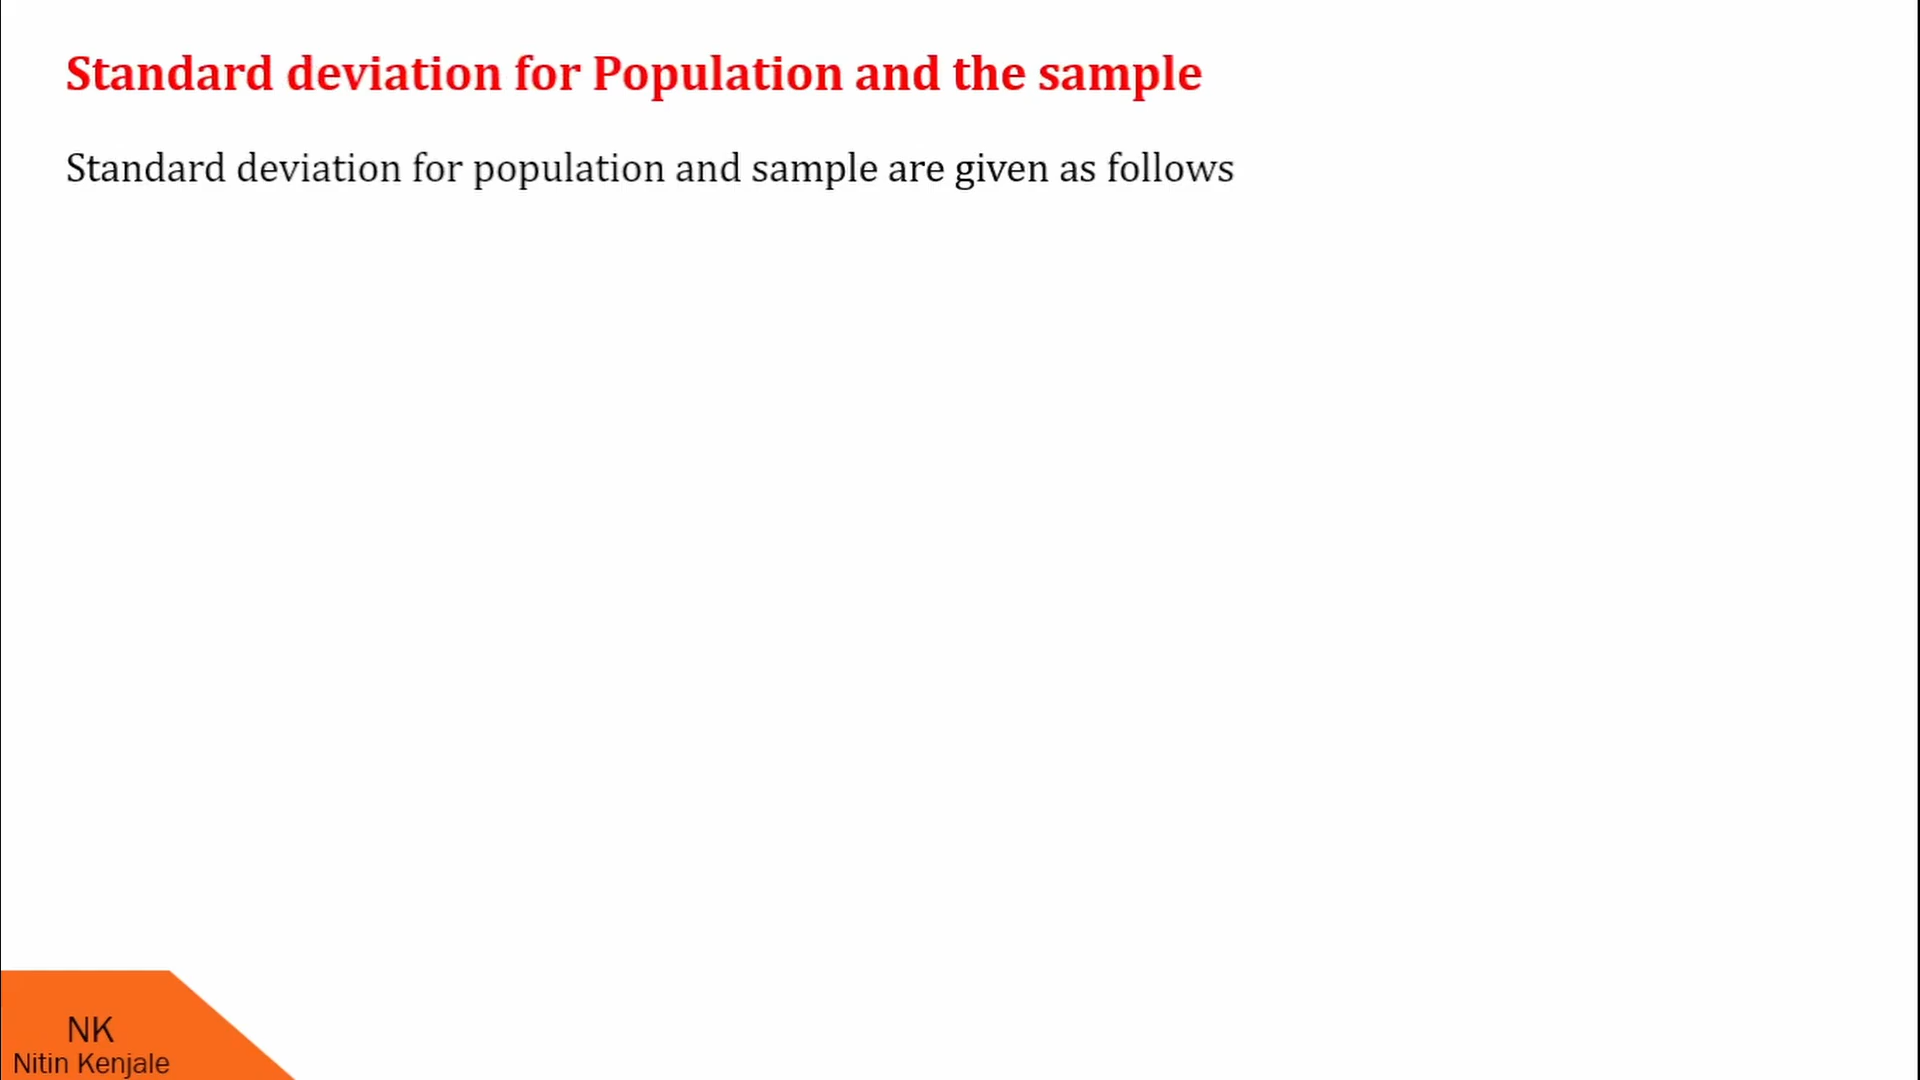 Standard deviation for Population and the sample
Standard deviation for population and sample are given as follows
NK
Nitin Kenjale